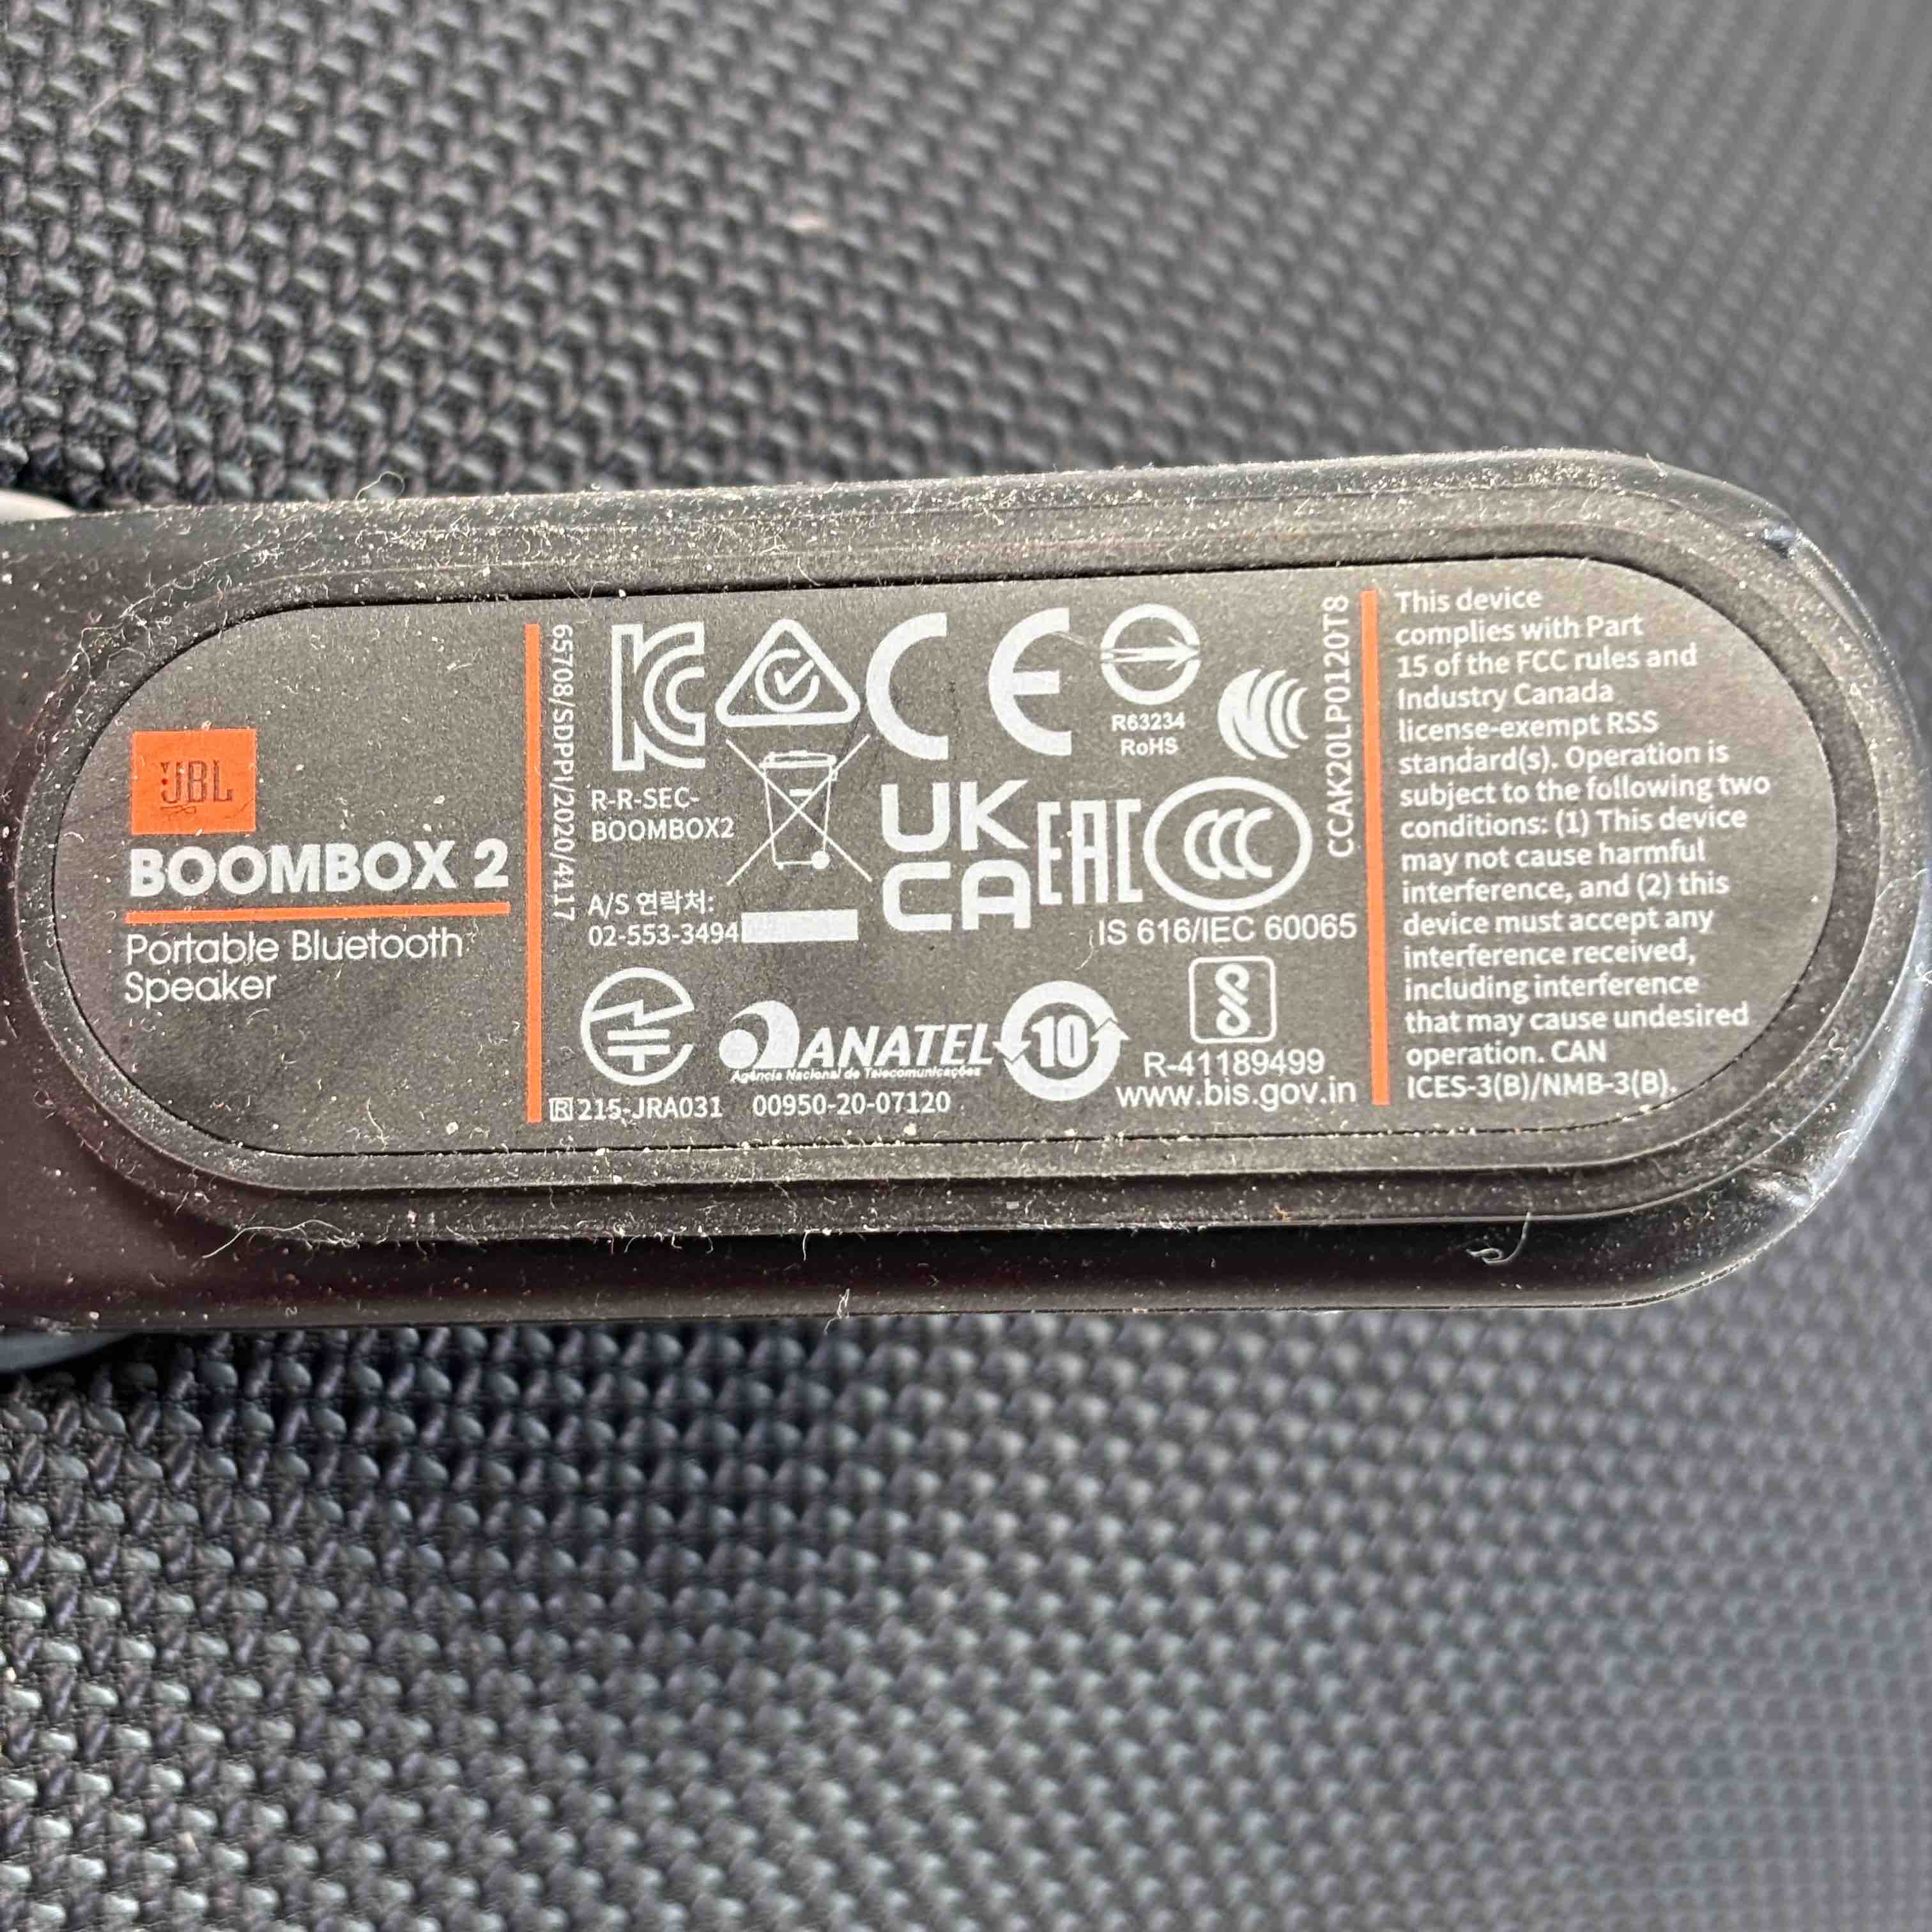 JBL
BOOMBOX 2
Portable Bluetooth
Speaker
65708/SDPPI/2020/4117
R-R-SEC-
BOOMBOX2
A/S 연락처:
02-553-3494
CE
R63234
RoHS
UK
CA
EAC
CCC
CCAK20LP0120T8
IS 616/IEC 60065
R 215-JRA031
ANATEL
Agência Nacional de Telecomunicações
00950-20-07120
10
R-41189499
www.bis.gov.in
This device
complies with Part
15 of the FCC rules and
Industry Canada
license-exempt RSS
standard(s). Operation is
subject to the following two
conditions: (1) This device
may not cause harmful
interference, and (2) this
device must accept any
interference received,
including interference
that may cause undesired
operation. CAN
ICES-3(B)/NMB-3(B).